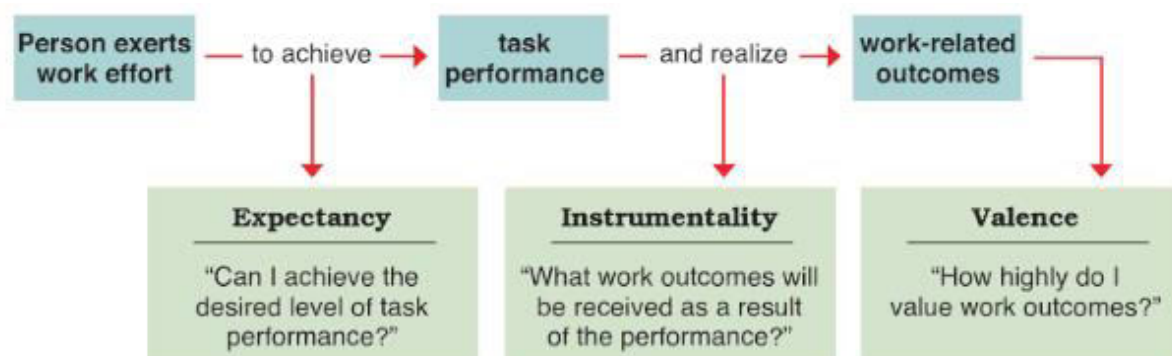 Person exerts
work effort
to achieve
task
performance
and realize
work-related
outcomes
Expectancy
“Can I achieve the
desired level of task
performance?”
Instrumentality
“What work outcomes will
be received as a result
of the performance?”
Valence
“How highly do I
value work outcomes?”